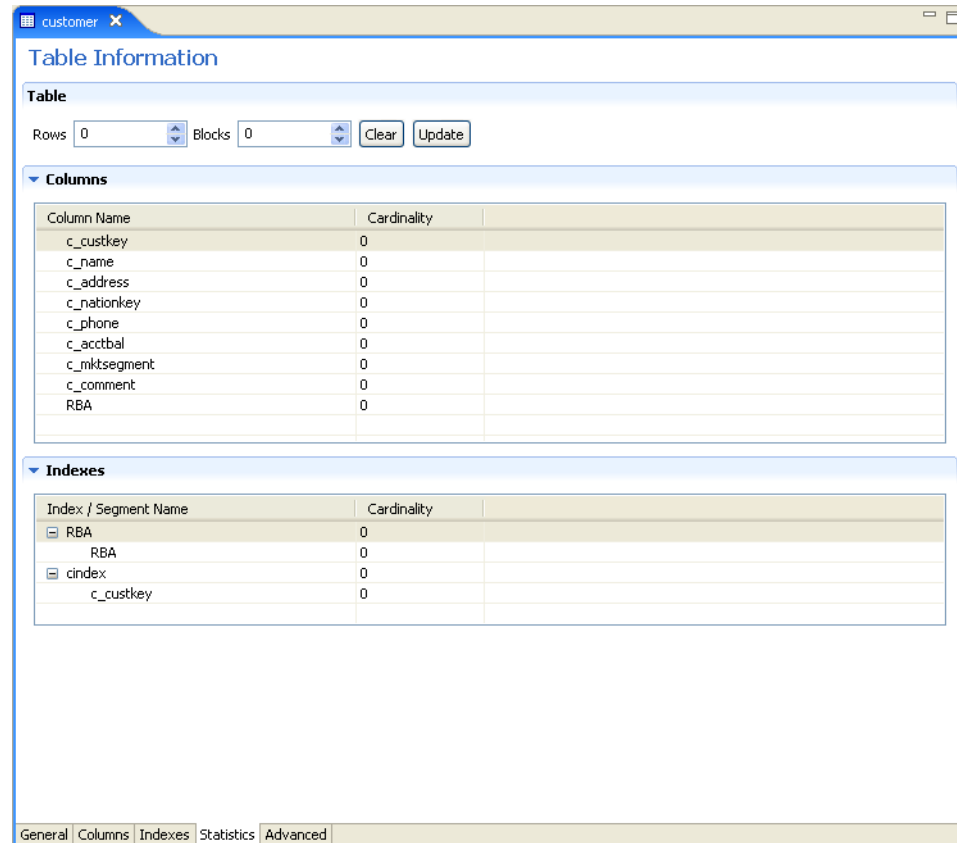 customer
Table Information
Table
Rows 0 Blocks 0 Clear Update
Columns
Column Name Cardinality
c_custkey 0
c_name 0
c_address 0
c_nationkey 0
c_phone 0
c_acctbal 0
c_mktsegment 0
c_comment 0
RBA 0
Indexes
Index / Segment Name Cardinality
RBA 0
RBA 0
cindex 0
c_custkey 0
General Columns Indexes Statistics Advanced